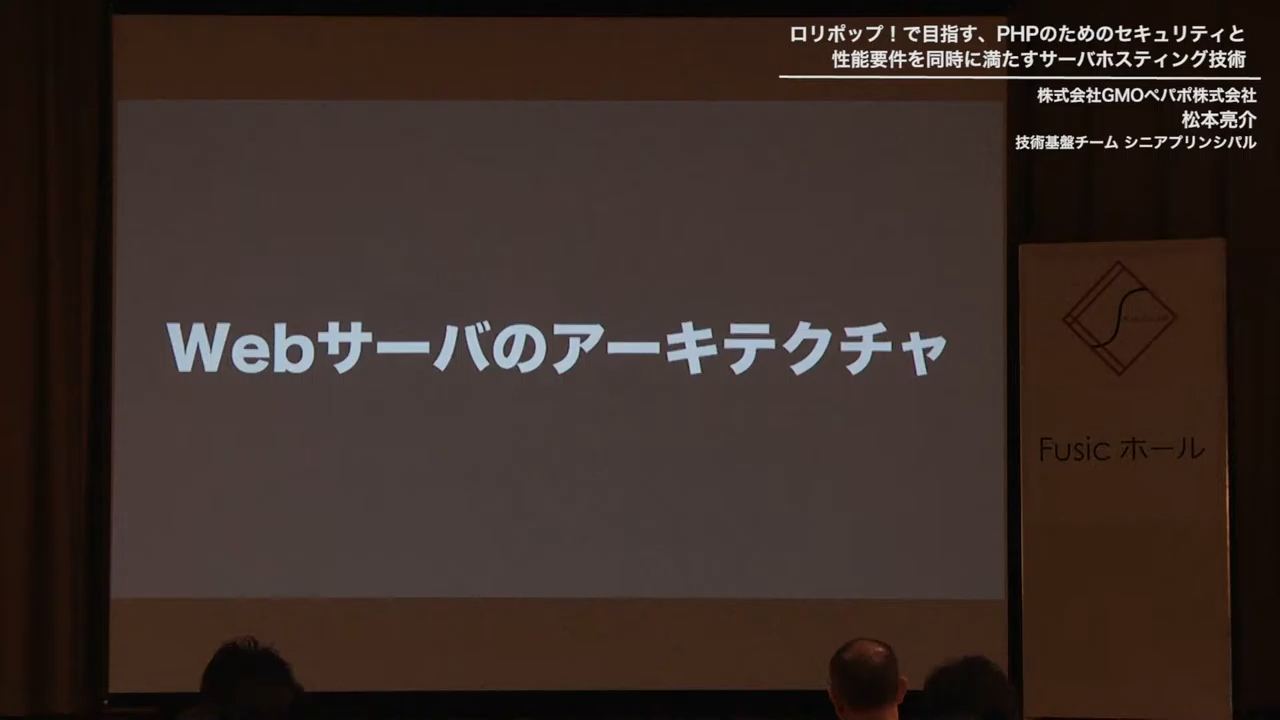 ロリポップ！で目指す、PHPのためのセキュリティと
性能要件を同時に満たすサーバホスティング技術
株式会社GMOペパボ株式会社
松本亮介
技術基盤チーム シニアプリンシパル
Webサーバのアーキテクチャ
Fusic ホール